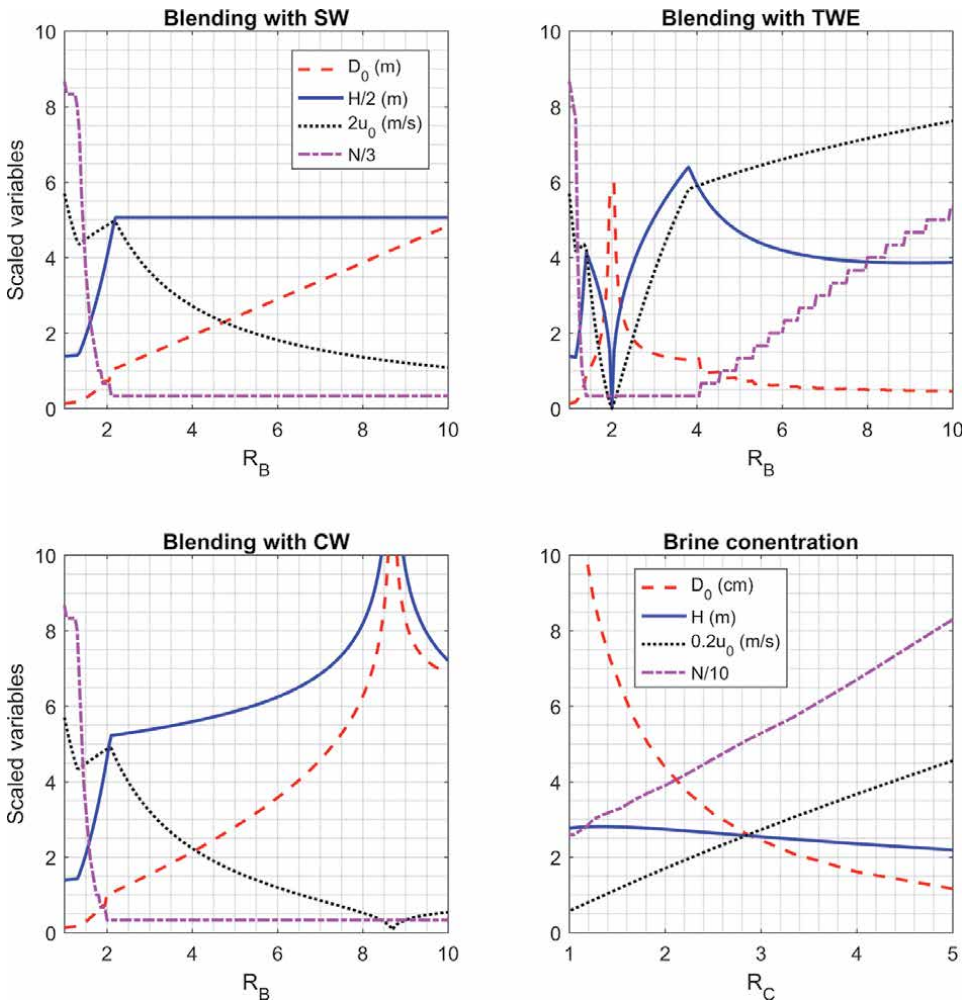 Blending with SW
Scaled variables
10
8
6
4
2
0
D0 (m)
H/2 (m)
2u0 (m/s)
N/3
2 4 6 8 10
RB
Blending with TWE
10
8
6
4
2
0
2 4 6 8 10
RB
Blending with CW
Scaled variables
10
8
6
4
2
0
2 4 6 8 10
RB
Brine conentration
10
8
6
4
2
0
D0 (cm)
H (m)
0.2u0 (m/s)
N/10
1 2 3 4 5
RC